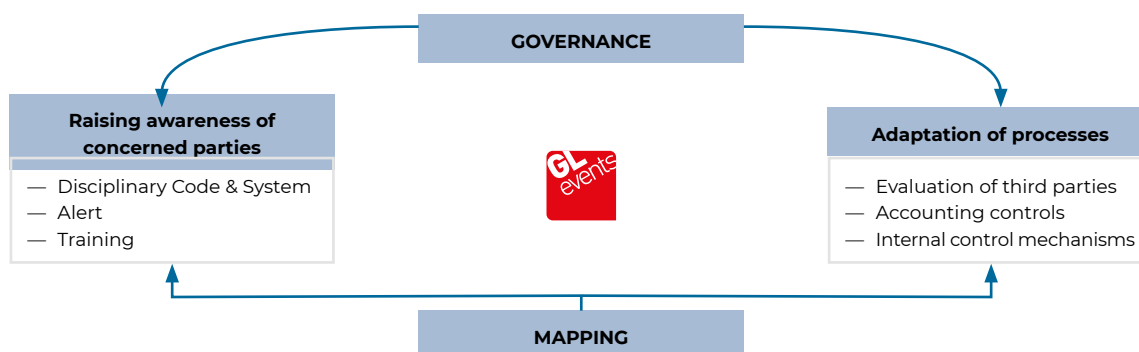 GOVERNANCE
Raising awareness of
concerned parties
— Disciplinary Code & System
— Alert
— Training
GL
events
Adaptation of processes
— Evaluation of third parties
— Accounting controls
— Internal control mechanisms
MAPPING